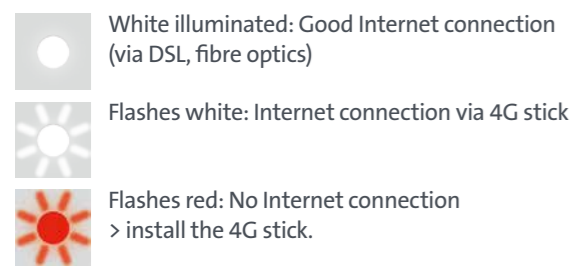 White illuminated: Good Internet connection
(via DSL, fibre optics)
Flashes white: Internet connection via 4G stick
Flashes red: No Internet connection
> install the 4G stick.